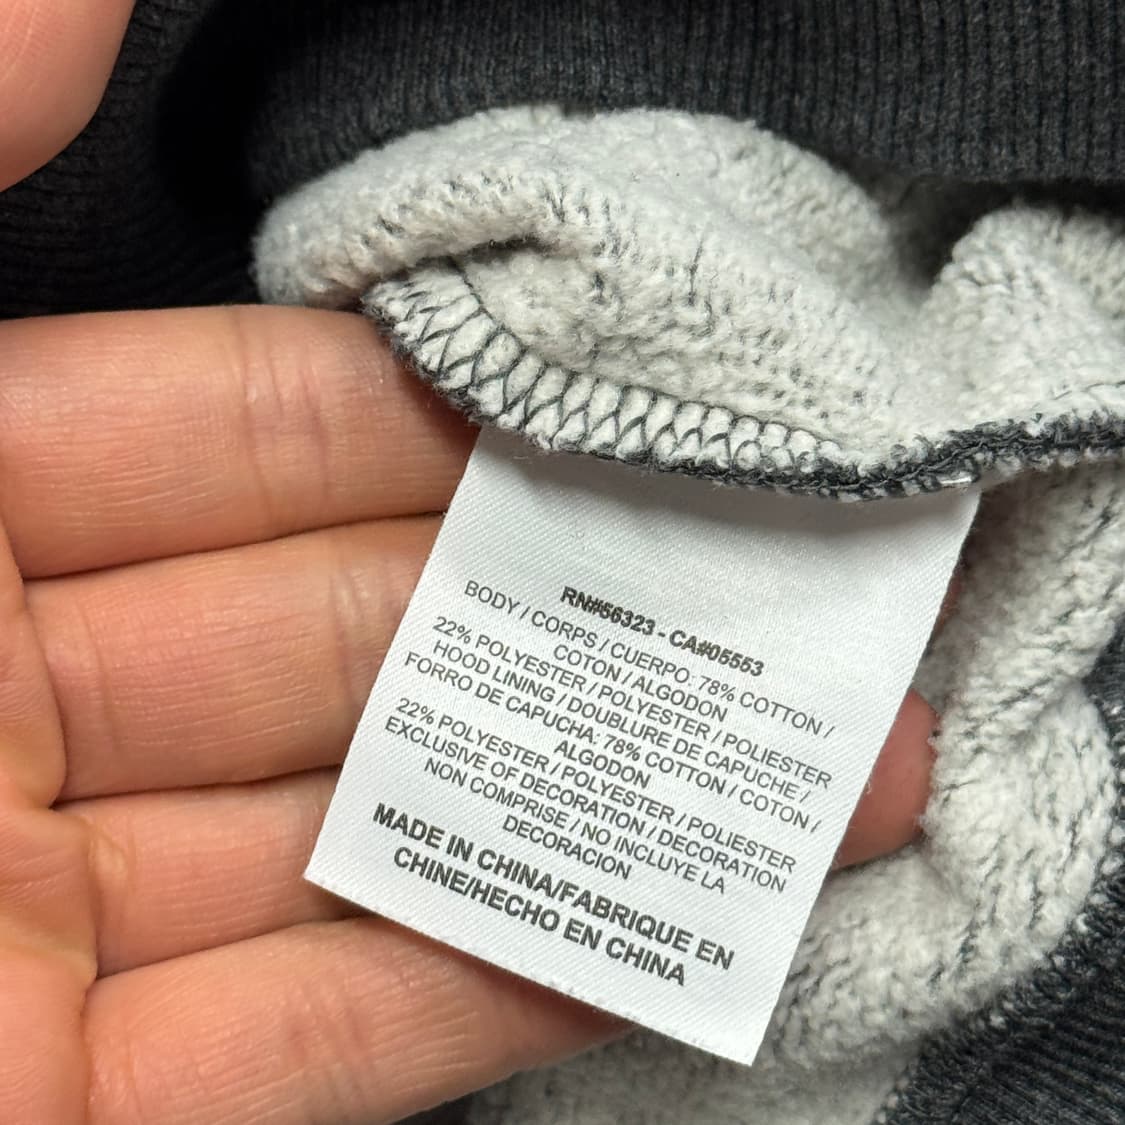 RN#56323 - CA#05553
BODY / CORPS / CUERPO: 78% COTTON /
COTON / ALGODON
22% POLYESTER / POLYESTER / POLIESTER
HOOD LINING / DOUBLURE DE CAPUCHE /
FORRO DE CAPUCHA: 78% COTTON / COTON /
ALGODON
22% POLYESTER / POLYESTER / POLIESTER
EXCLUSIVE OF DECORATION / DECORATION
NON COMPRISE / NO INCLUYE LA
DECORACION
MADE IN CHINA/FABRIQUE EN
CHINE/HECHO EN CHINA